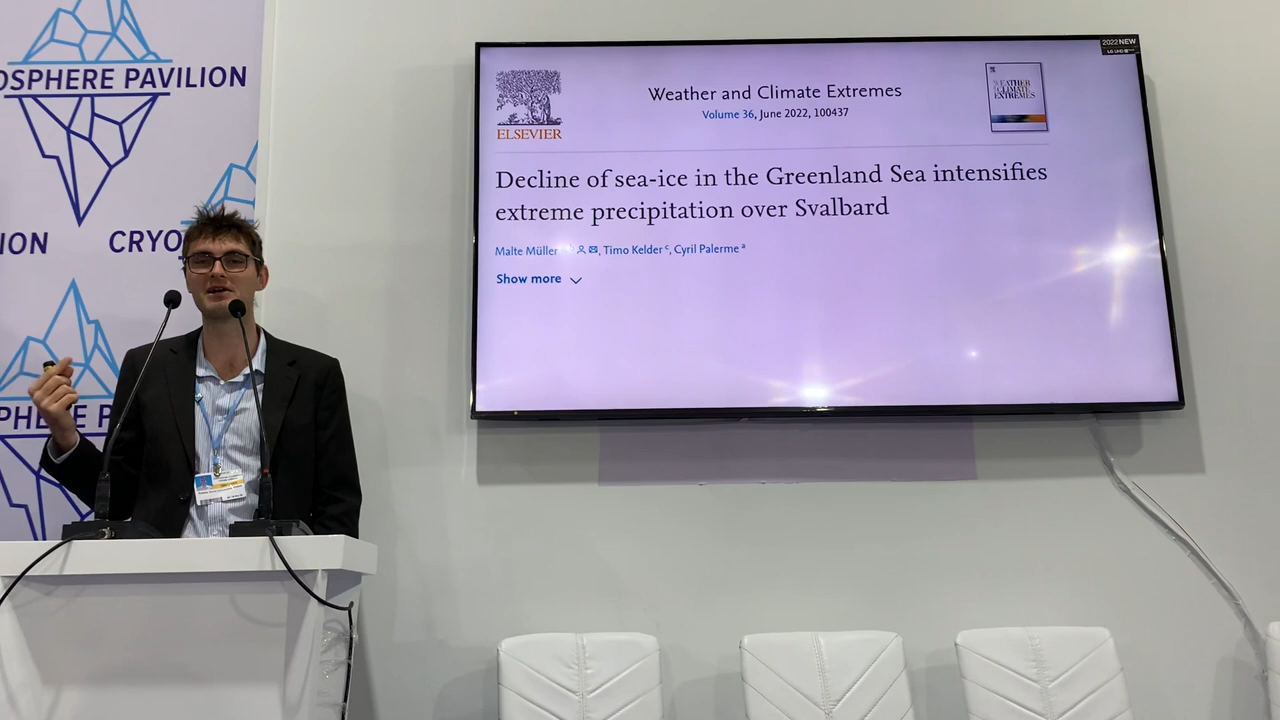 OSPHERE PAVILION
ION
CRYO
PHERE P
2022 NEW
ELSEVIER
Weather and Climate Extremes
Volume 36, June 2022, 100437
WEATHER
CLIMATE
EXTREMES
Decline of sea-ice in the Greenland Sea intensifies
extreme precipitation over Svalbard
Malte Müller , Timo Kelder c, Cyril Palerme a
Show more